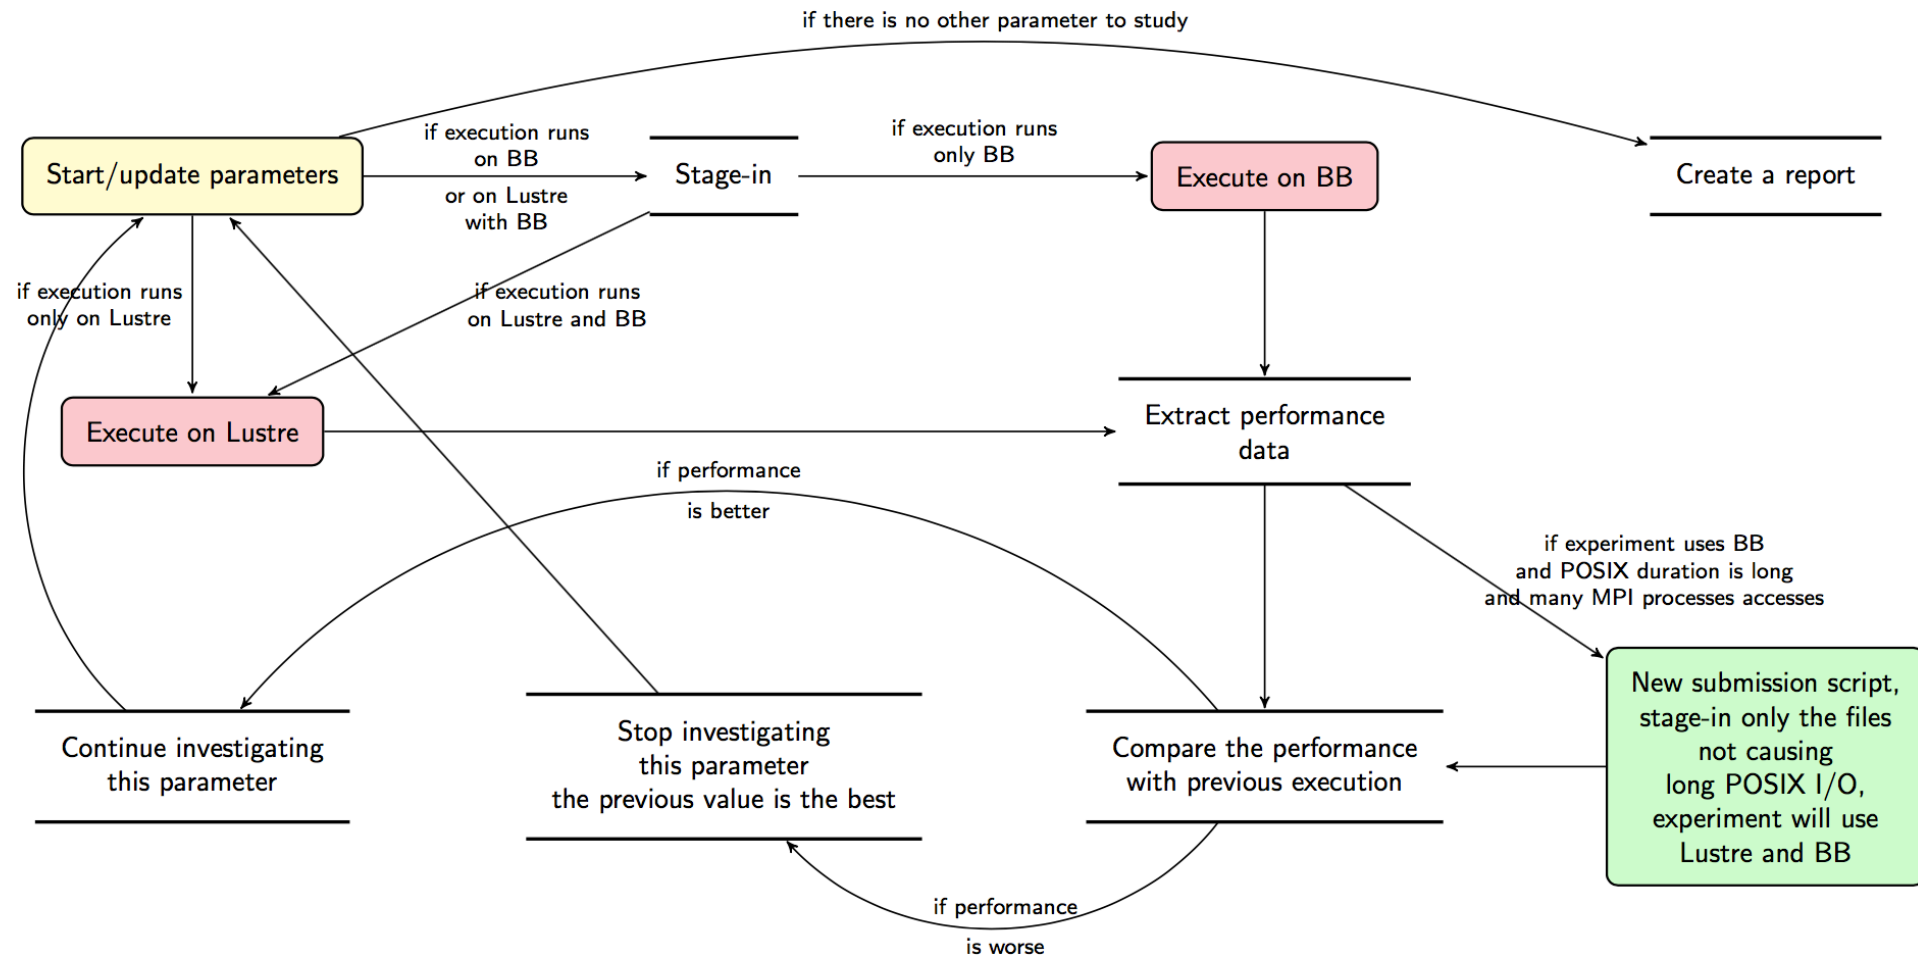 if there is no other parameter to study
Start/update parameters
if execution runs
on BB
or on Lustre
with BB
Stage-in
if execution runs
only BB
Execute on BB
Create a report
if execution runs
only on Lustre
if execution runs
on Lustre and BB
Execute on Lustre
Extract performance
data
if performance
is better
if experiment uses BB
and POSIX duration is long
and many MPI processes accesses
Continue investigating
this parameter
Stop investigating
this parameter
the previous value is the best
Compare the performance
with previous execution
New submission script,
stage-in only the files
not causing
long POSIX I/O,
experiment will use
Lustre and BB
if performance
is worse